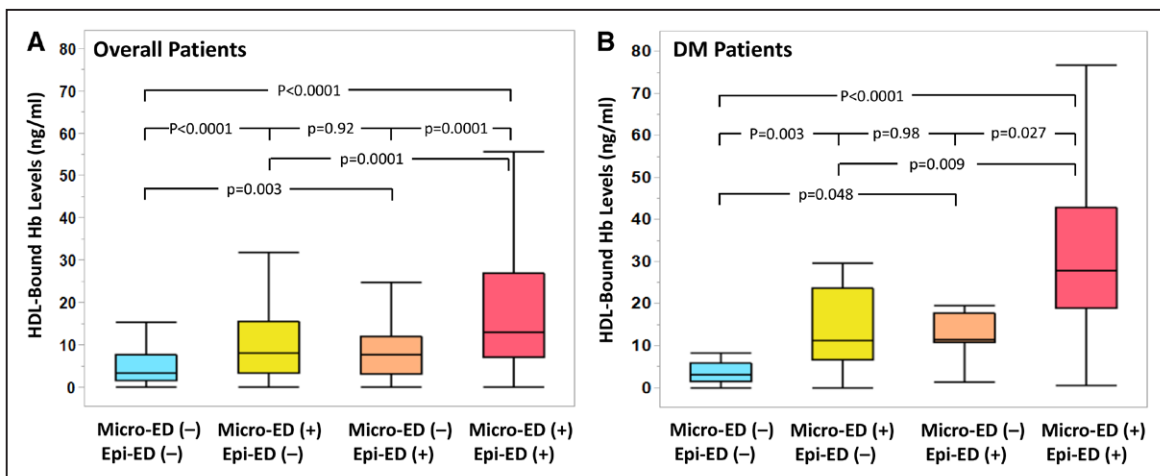 A Overall Patients
HDL-Bound Hb Levels (ng/ml)
80
70
60
50
40
30
20
10
0
P<0.0001
P<0.0001 p=0.92 p=0.0001
p=0.0001
p=0.003
Micro-ED (–) Micro-ED (+) Micro-ED (–) Micro-ED (+)
Epi-ED (–) Epi-ED (–) Epi-ED (+) Epi-ED (+)
B DM Patients
HDL-Bound Hb Levels (ng/ml)
80
70
60
50
40
30
20
10
0
P<0.0001
P=0.003 p=0.98 p=0.027
p=0.009
p=0.048
Micro-ED (–) Micro-ED (+) Micro-ED (–) Micro-ED (+)
Epi-ED (–) Epi-ED (–) Epi-ED (+) Epi-ED (+)